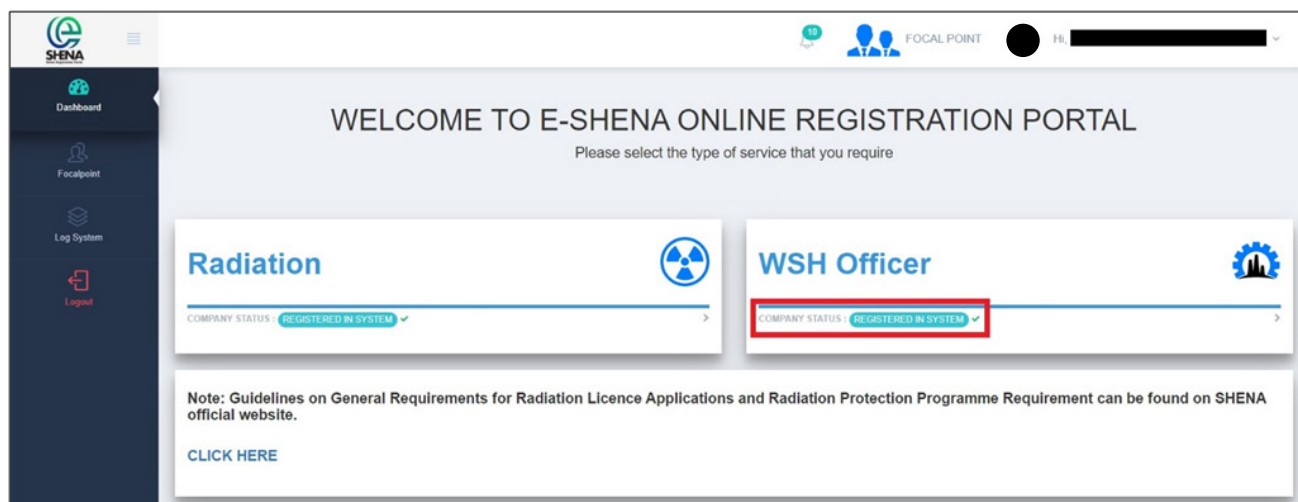 SHENA
10
FOCAL POINT
Hi,
Dashboard
Focalpoint
Log System
Logout
WELCOME TO E-SHENA ONLINE REGISTRATION PORTAL
Please select the type of service that you require
Radiation
COMPANY STATUS : REGISTERED IN SYSTEM
WSH Officer
COMPANY STATUS : REGISTERED IN SYSTEM
Note: Guidelines on General Requirements for Radiation Licence Applications and Radiation Protection Programme Requirement can be found on SHENA
official website.
CLICK HERE